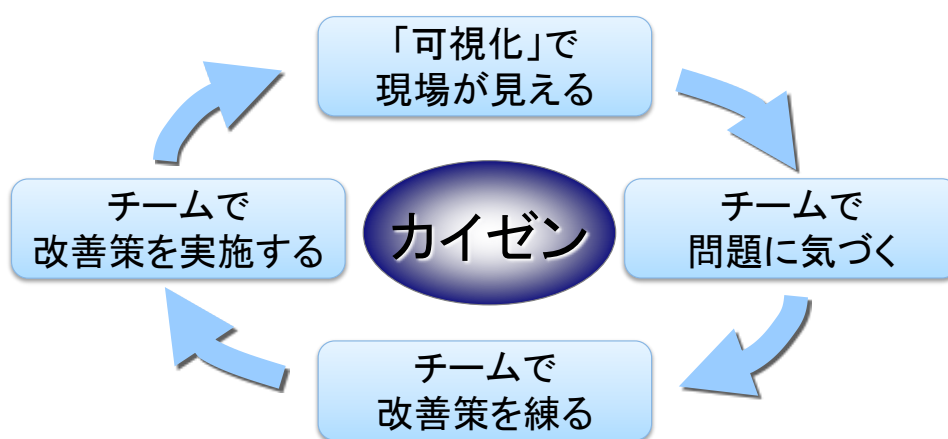 「可視化」で
現場が見える
チームで
問題に気づく
チームで
改善策を練る
チームで
改善策を実施する
カイゼン